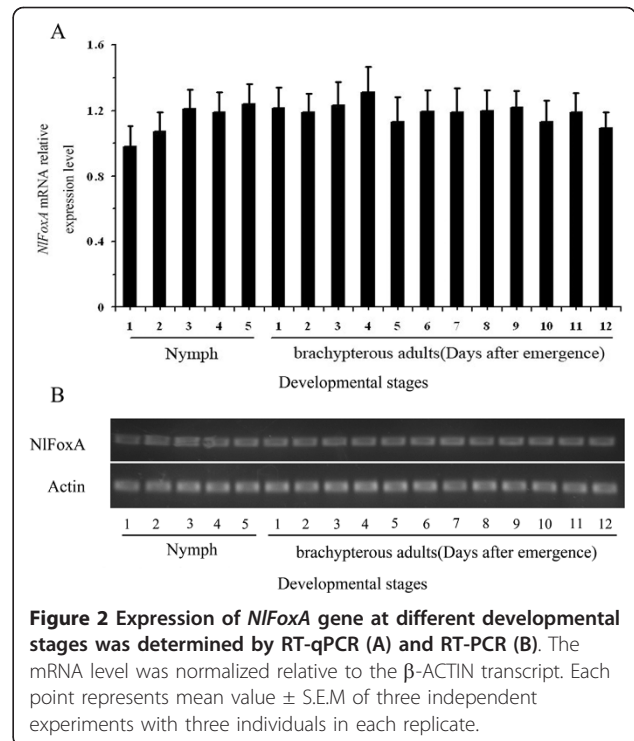 A
1.6
1.2
0.8
0.4
0
NlFoxA mRNA relative
expression level
1 2 3 4 5 1 2 3 4 5 6 7 8 9 10 11 12
Nymph brachypterous adults(Days after emergence)
Developmental stages
B
NlFoxA
Actin
1 2 3 4 5 1 2 3 4 5 6 7 8 9 10 11 12
Nymph brachypterous adults(Days after emergence)
Developmental stages
Figure 2 Expression of NlFoxA gene at different developmental
stages was determined by RT-qPCR (A) and RT-PCR (B). The
mRNA level was normalized relative to the β-ACTIN transcript. Each
point represents mean value ± S.E.M of three independent
experiments with three individuals in each replicate.